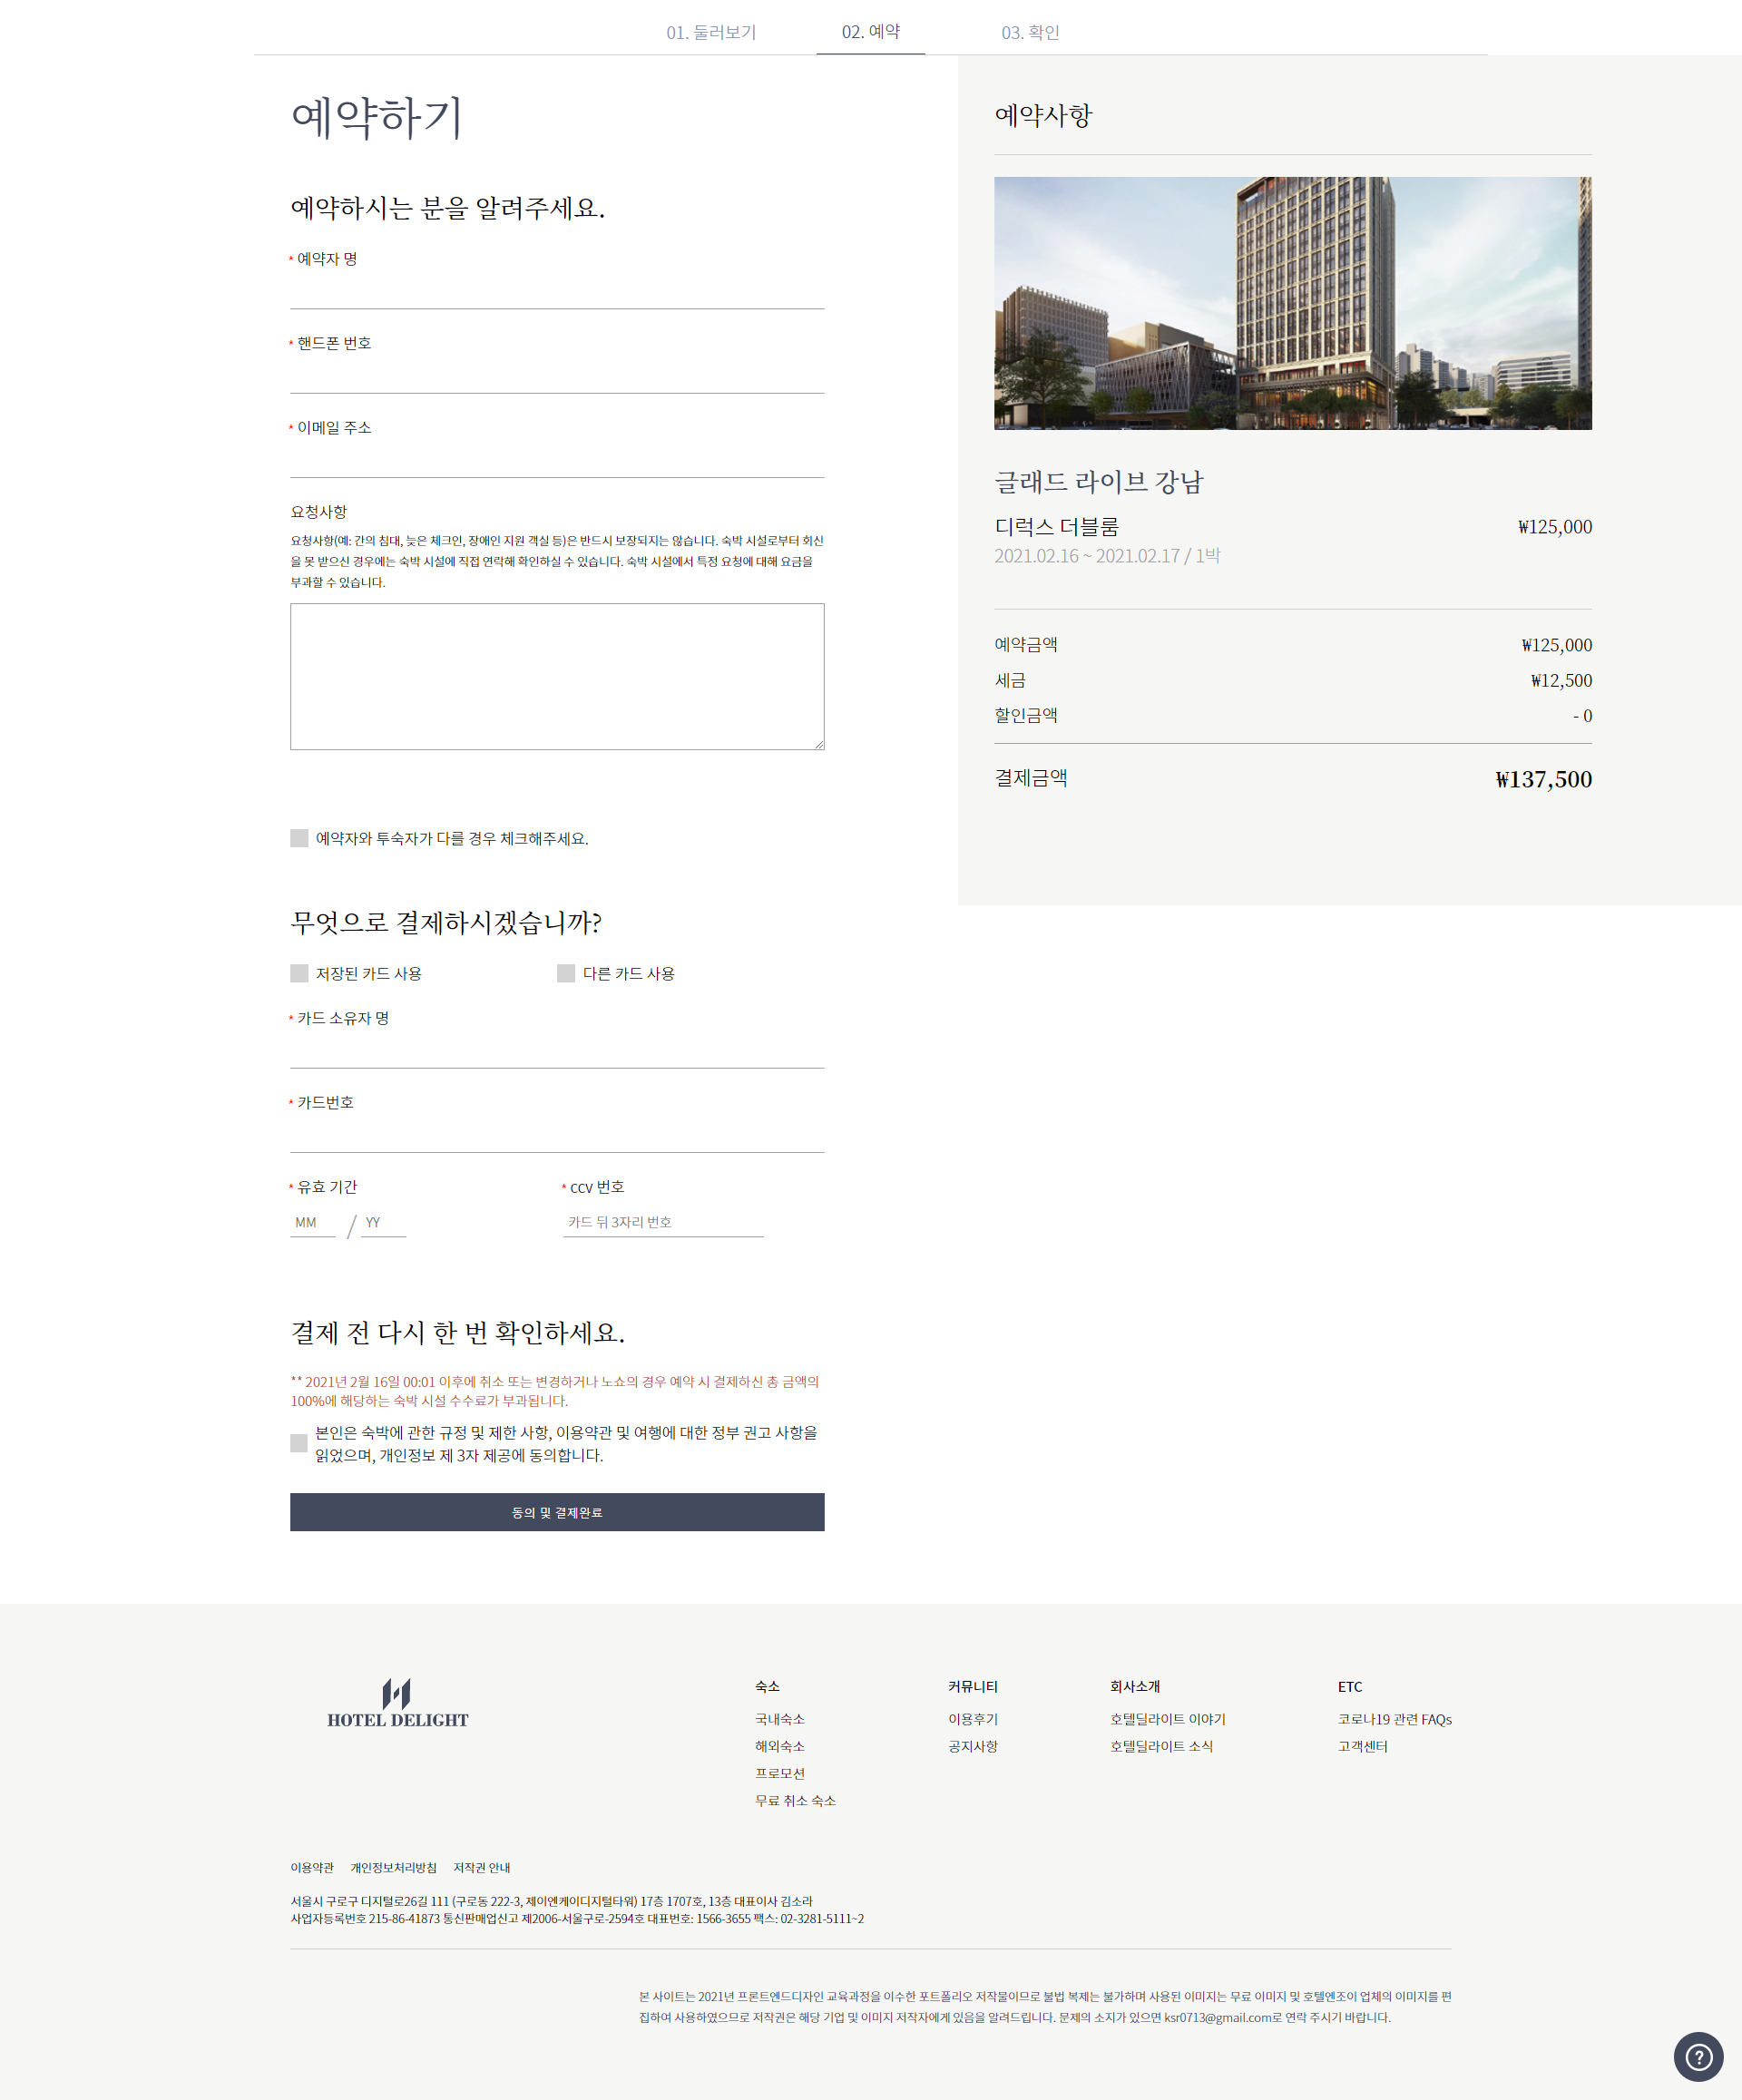 01. 둘러보기
02. 예약
03. 확인
예약하기
예약하시는 분을 알려주세요.
* 예약자 명
* 핸드폰 번호
* 이메일 주소
요청사항
요청사항(예: 간의 침대, 늦은 체크인, 장애인 지원 객실 등)은 반드시 보장되지는 않습니다. 숙박 시설로부터 회신
을 못 받으신 경우에는 숙박 시설에 직접 연락해 확인하실 수 있습니다. 숙박 시설에서 특정 요청에 대해 요금을
부과할 수 있습니다.
예약자와 투숙자가 다를 경우 체크해주세요.
무엇으로 결제하시겠습니까?
저장된 카드 사용
다른 카드 사용
* 카드 소유자 명
* 카드번호
* 유효 기간
* CCV 번호
MM / YY
카드 뒤 3자리 번호
결제 전 다시 한 번 확인하세요.
** 2021년 2월 16일 00:01 이후에 취소 또는 변경하거나 노쇼의 경우 예약 시 결제하신 총 금액의
100%에 해당하는 숙박 시설 수수료가 부과됩니다.
본인은 숙박에 관한 규정 및 제한 사항, 이용약관 및 여행에 대한 정부 권고 사항을
읽었으며, 개인정보 제 3자 제공에 동의합니다.
동의 및 결제완료
예약사항
글래드 라이브 강남
디럭스 더블룸
₩125,000
2021.02.16 ~ 2021.02.17 / 1박
예약금액
₩125,000
세금
₩12,500
할인금액
- 0
결제금액
₩137,500
HOTEL DELIGHT
숙소
국내숙소
해외숙소
프로모션
무료 취소 숙소
커뮤니티
이용후기
공지사항
회사소개
호텔딜라이트 이야기
호텔딜라이트 소식
ETC
코로나19 관련 FAQs
고객센터
이용약관
개인정보처리방침
저작권 안내
서울시 구로구 디지털로26길 111 (구로동 222-3, 제이엔케이디지털타워) 17층 1707호, 13층 대표이사 김소라
사업자등록번호 215-86-41873 통신판매업신고 제2006-서울구로-2594호 대표번호: 1566-3655 팩스: 02-3281-5111~2
본 사이트는 2021년 프론트엔드디자인 교육과정을 이수한 포트폴리오 저작물이므로 불법 복제는 불가하며 사용된 이미지는 무료 이미지 및 호텔엔조이 업체의 이미지를 편
집하여 사용하였으므로 저작권은 해당 기업 및 이미지 저작자에게 있음을 알려드립니다. 문제의 소지가 있으면 ksr0713@gmail.com로 연락 주시기 바랍니다.
?